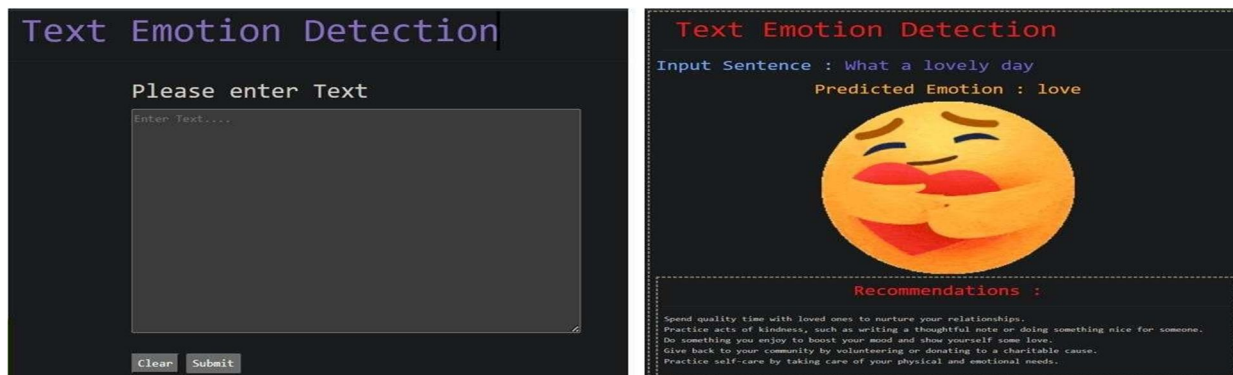 Text Emotion Detection
Please enter Text
Enter Text....
Clear Submit
Text Emotion Detection
Input Sentence : What a lovely day
Predicted Emotion : love
Recommendations :
Spend quality time with loved ones to nurture your relationships.
Practice acts of kindness, such as writing a thoughtful note or doing something nice for someone.
Do something you enjoy to boost your mood and show yourself some love.
Give back to your community by volunteering or donating to a charitable cause.
Practice self-care by taking care of your physical and emotional needs.